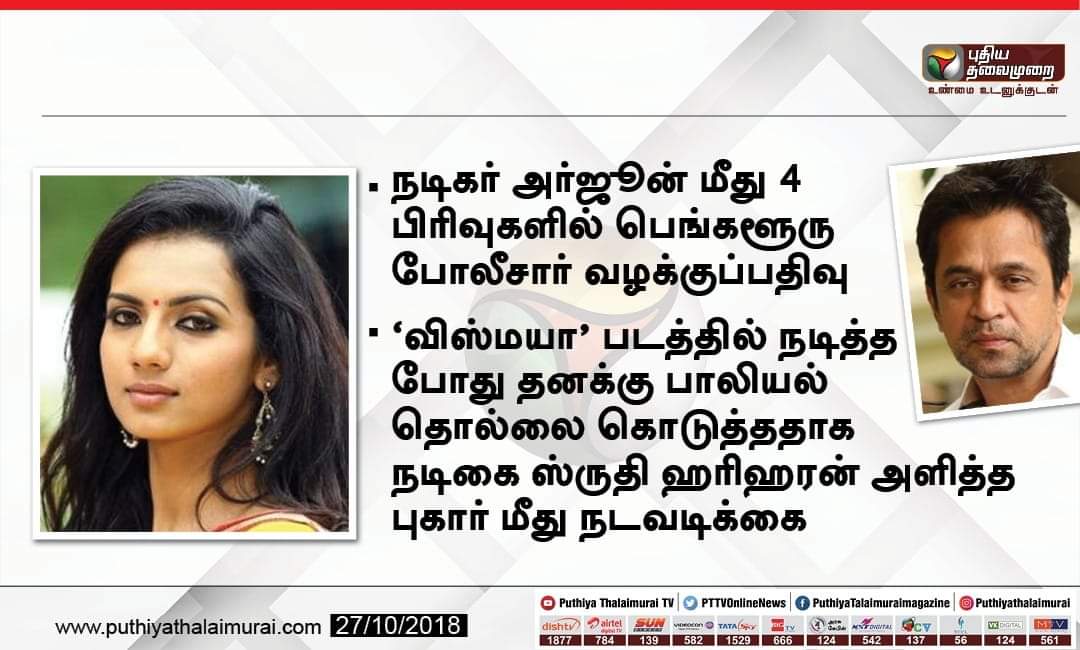 புதிய
தலைமுறை
உண்மை உடனுக்குடன்
நடிகர் அர்ஜூன் மீது 4
பிரிவுகளில் பெங்களூரு
போலீசார் வழக்குப்பதிவு
‘விஸ்மயா’ படத்தில் நடித்த
போது தனக்கு பாலியல்
தொல்லை கொடுத்ததாக
நடிகை ஸ்ருதி ஹரிஹரன் அளித்த
புகார் மீது நடவடிக்கை
www.puthiyathalaimurai.com 27/10/2018
Puthiya Thalaimurai TV PTTVOnlineNews PuthiyaTalaimuraimagazine Puthiyathalaimurai
dishtv airtel SUN VIDEOCON TATA SKY BIG TV அரசு கேபிள் MNT DIGITAL CV VK DIGITAL MTV
1877 784 139 582 1529 666 124 542 137 56 124 561